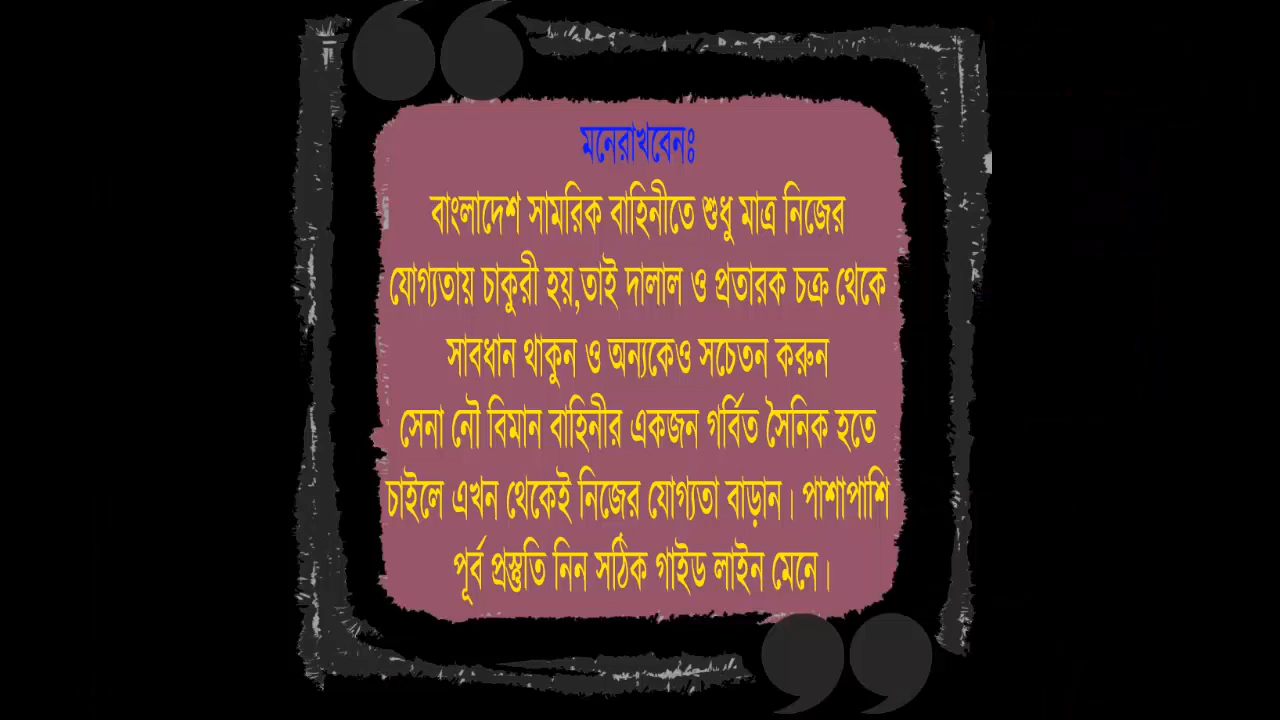 মনেরাখবেনঃ
বাংলাদেশ সামরিক বাহিনীতে শুধু মাত্র নিজের
যোগ্যতায় চাকুরী হয়,তাই দালাল ও প্রতারক চক্র থেকে
সাবধান থাকুন ও অন্যকেও সচেতন করুন
সেনা নৌ বিমান বাহিনীর একজন গর্বিত সৈনিক হতে
চাইলে এখন থেকেই নিজের যোগ্যতা বাড়ান। পাশাপাশি
পূর্ব প্রস্তুতি নিন সঠিক গাইড লাইন মেনে।